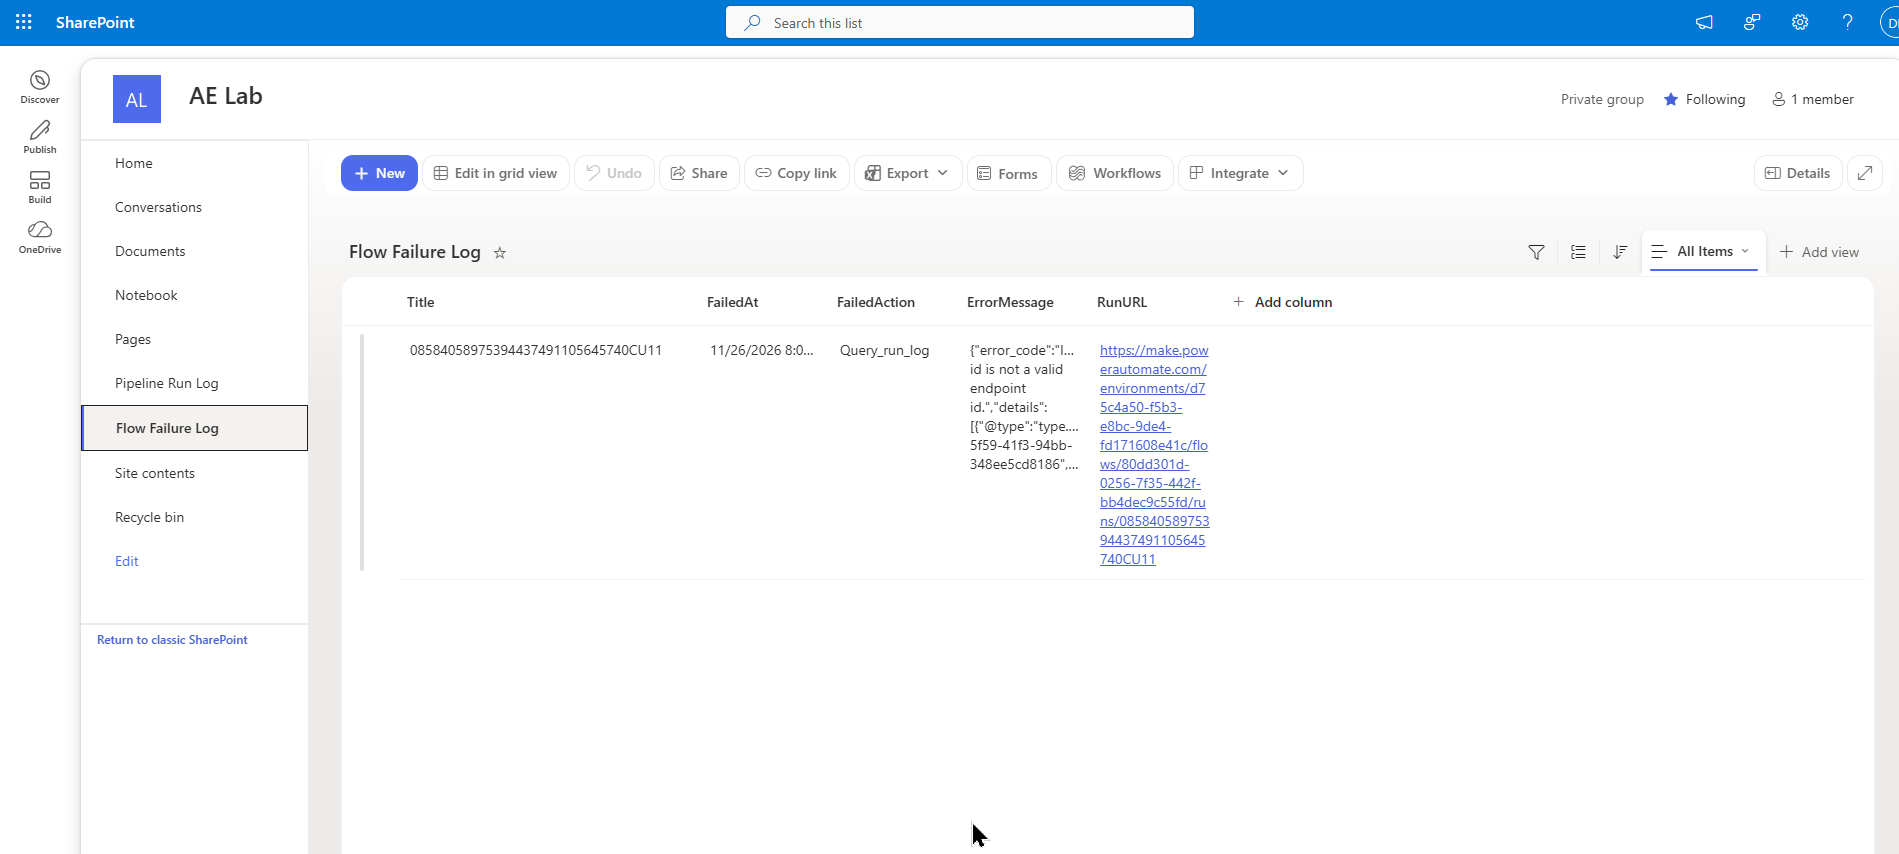 SharePoint
Search this list
Discover
Publish
Build
OneDrive
AL
AE Lab
Private group
Following
1 member
Home
Conversations
Documents
Notebook
Pages
Pipeline Run Log
Flow Failure Log
Site contents
Recycle bin
Edit
Return to classic SharePoint
+ New
Edit in grid view
Undo
Share
Copy link
Export
Forms
Workflows
Integrate
Details
Flow Failure Log
All Items
+ Add view
Title
FailedAt
FailedAction
ErrorMessage
RunURL
+ Add column
08584058975394437491105645740CU11
11/26/2026 8:0...
Query_run_log
{"error_code":"I...
id is not a valid
endpoint
id.","details":
[{"@type":"type....
5f59-41f3-94bb-
348ee5cd8186",...
https://make.pow
erautomate.com/
environments/d7
5c4a50-f5b3-
e8bc-9de4-
fd171608e41c/flo
ws/80dd301d-
0256-7f35-442f-
bb4dec9c55fd/ru
ns/085840589753
94437491105645
740CU11